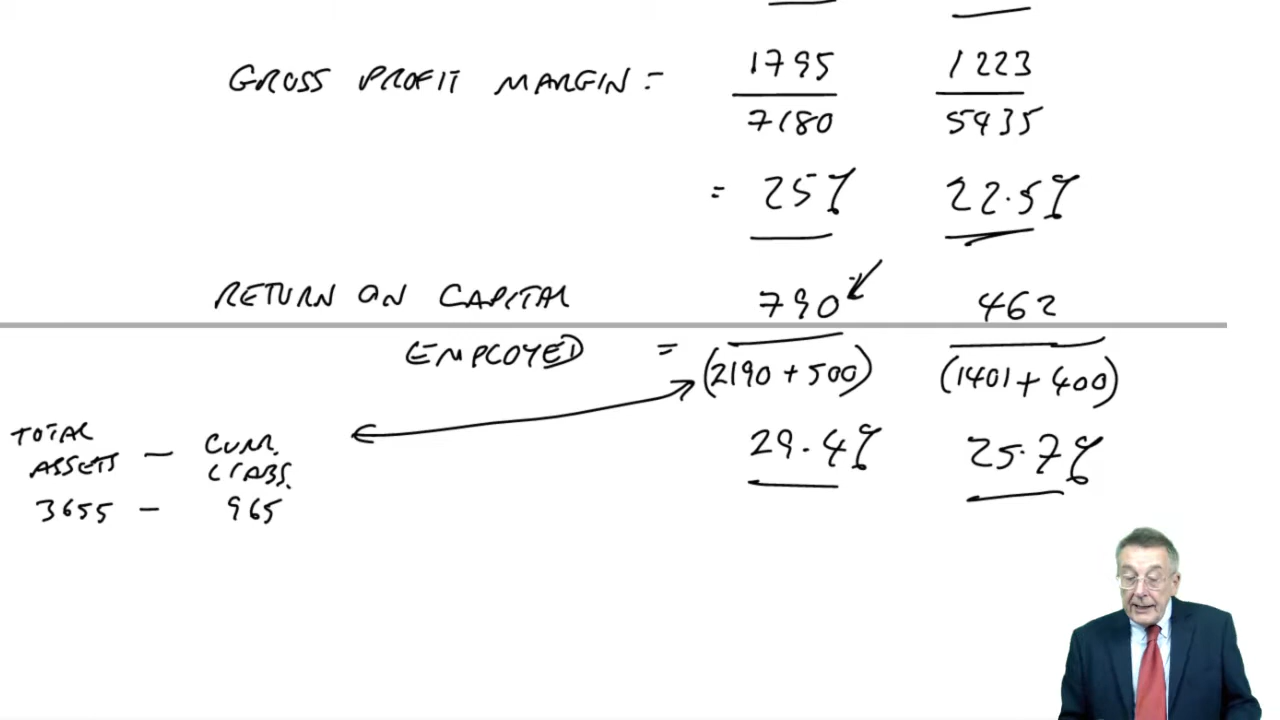 GROSS PROFIT MARGIN = 1795 1223
7180 5435
= 25% 22.5%
RETURN ON CAPITAL 790 462
EMPLOYED = (2190 + 500) (1401 + 400)
29.4% 25.7%
TOTAL ASSETS — CURR. LIABS.
3655 — 965